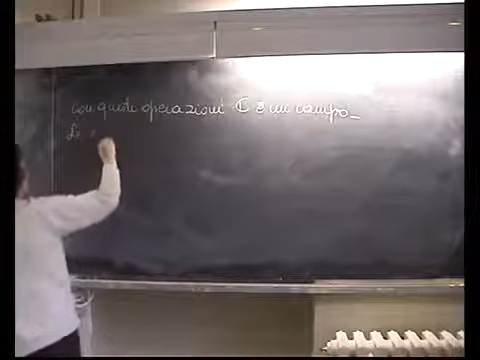 con queste operazioni ℂ è un campo.